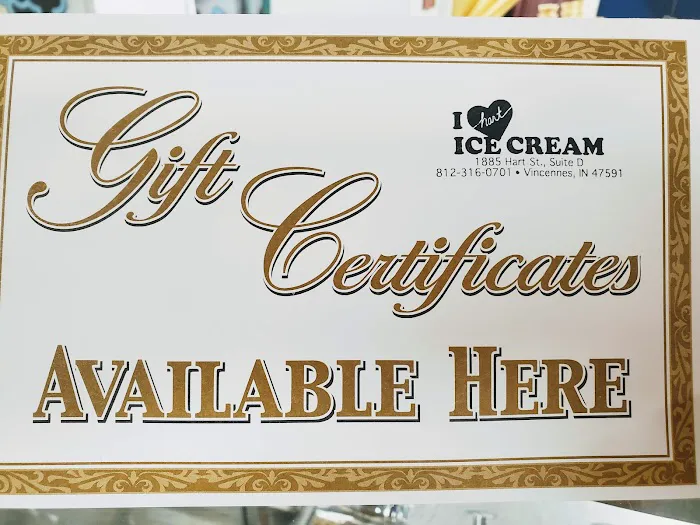 I hart
ICE CREAM
1885 Hart St., Suite D
812-316-0701 • Vincennes, IN 47591
Gift
Certificates
AVAILABLE HERE